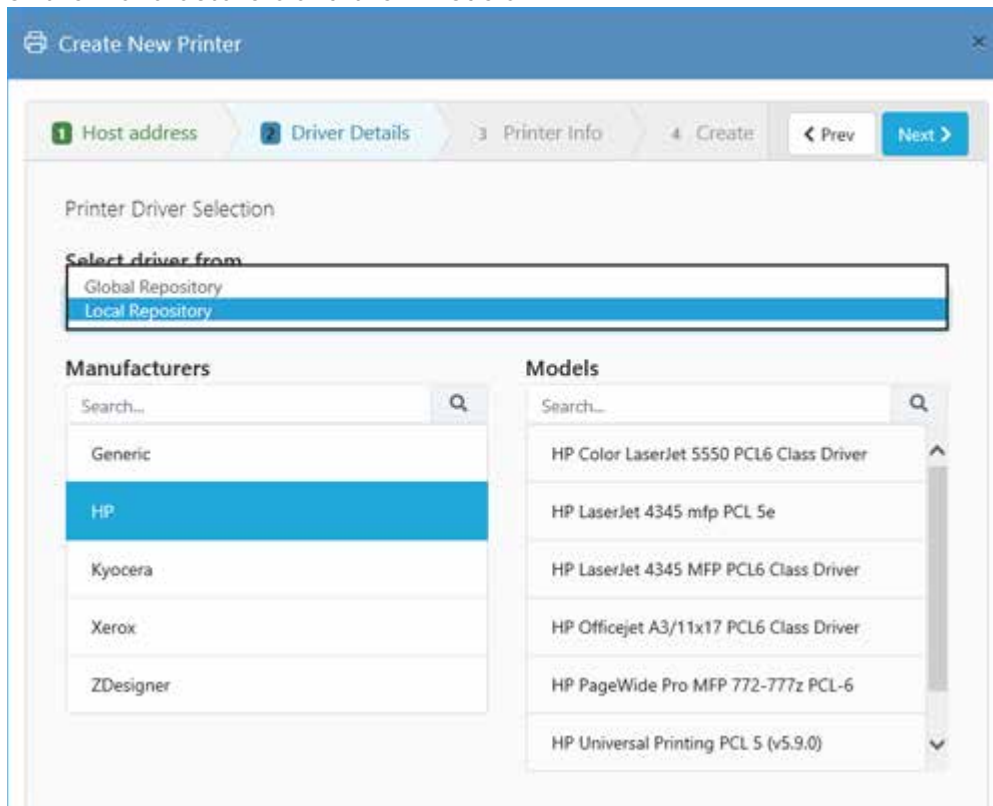 Create New Printer
1 Host address 2 Driver Details 3 Printer Info 4 Create Prev Next
Printer Driver Selection
Select driver from
Global Repository
Local Repository
Manufacturers Models
Search... Search...
Generic HP Color LaserJet 5550 PCL6 Class Driver
HP HP LaserJet 4345 mfp PCL 5e
Kyocera HP LaserJet 4345 MFP PCL6 Class Driver
Xerox HP Officejet A3/11x17 PCL6 Class Driver
ZDesigner HP PageWide Pro MFP 772-777z PCL-6
HP Universal Printing PCL 5 (v5.9.0)